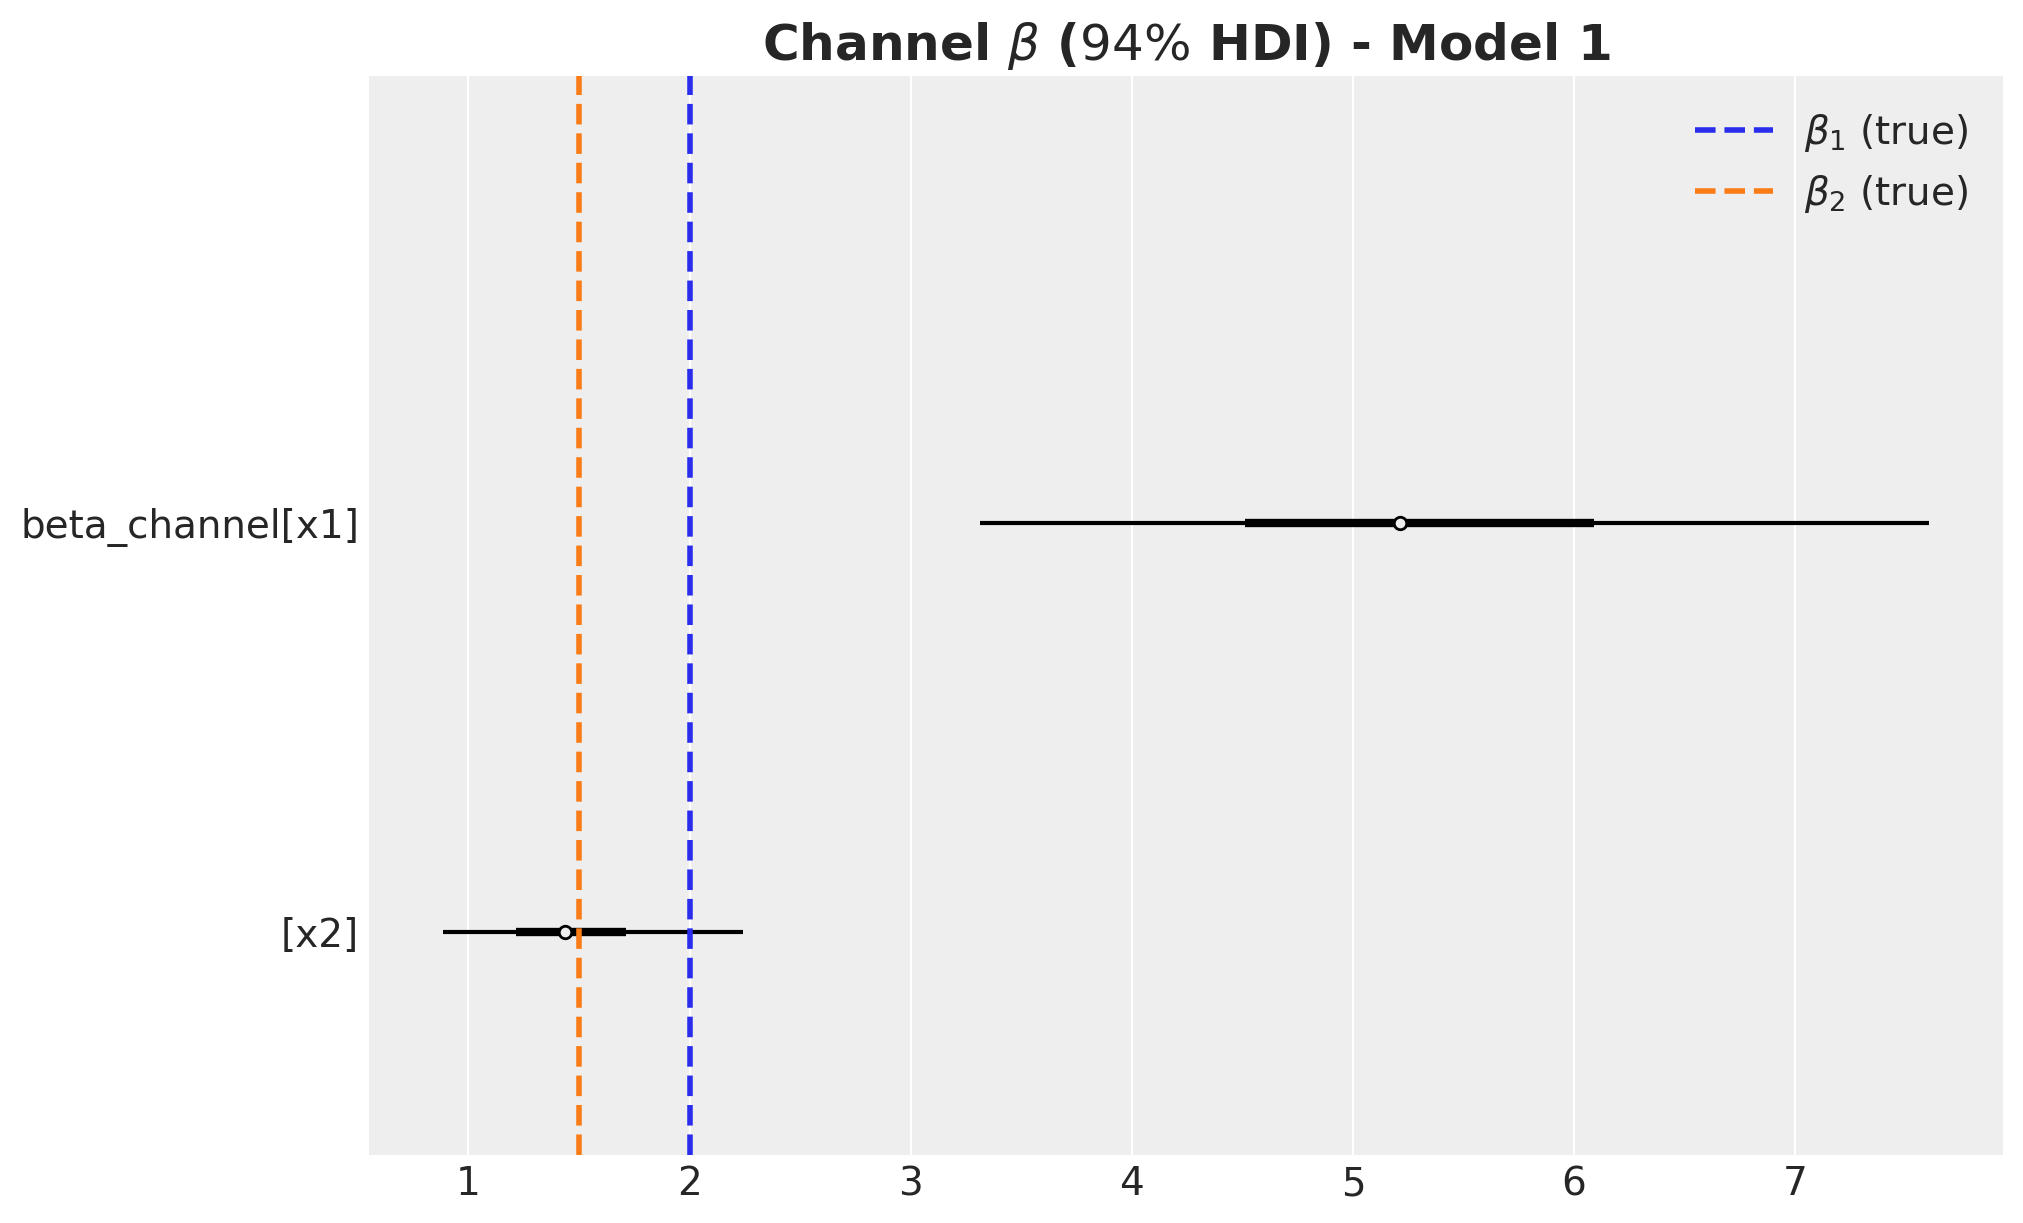 Channel β (94% HDI) - Model 1
β₁ (true)
β₂ (true)
beta_channel[x1]
[x2]
1 2 3 4 5 6 7